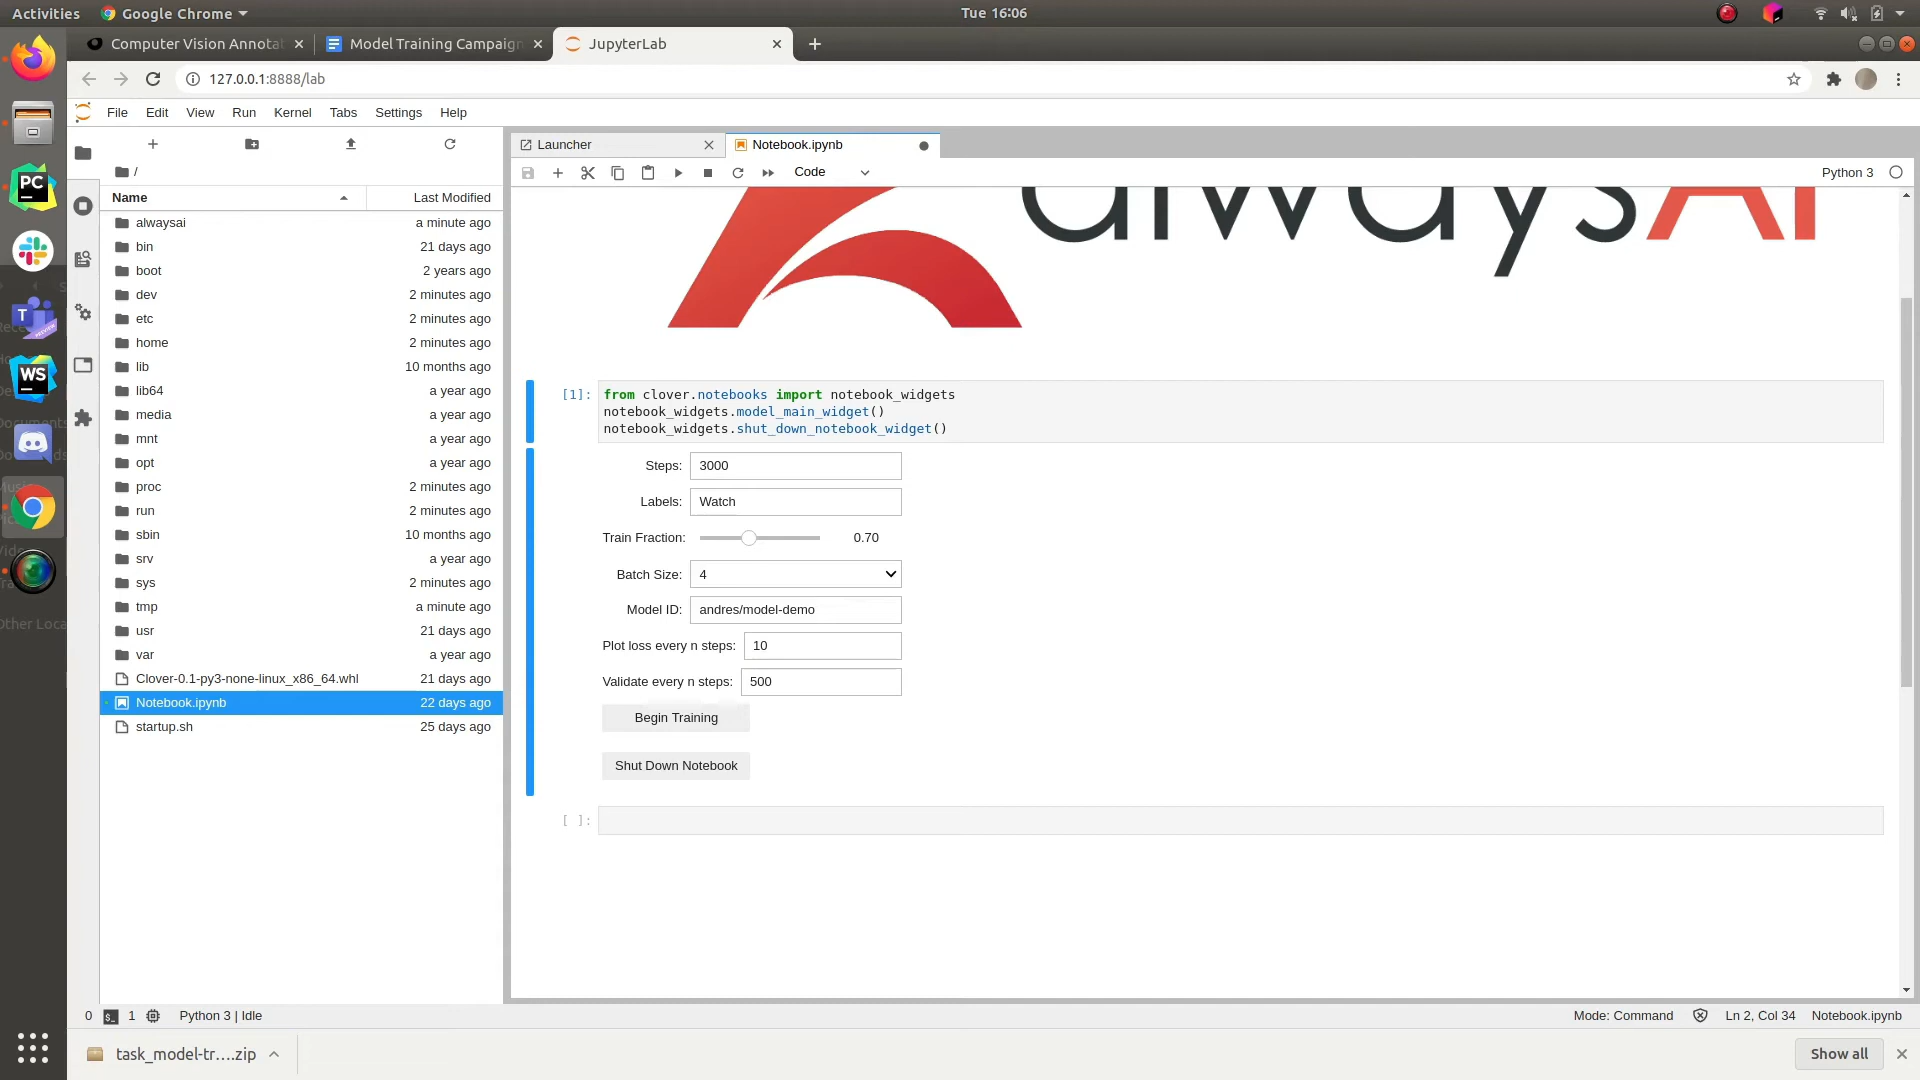 Activities
Google Chrome
Tue 16:06
Computer Vision Annotat
Model Training Campaign
JupyterLab
127.0.0.1:8888/lab
File Edit View Run Kernel Tabs Settings Help
Launcher
Notebook.ipynb
/
Code
Python 3
Name
Last Modified
alwaysai a minute ago
bin 21 days ago
boot 2 years ago
dev 2 minutes ago
etc 2 minutes ago
home 2 minutes ago
lib 10 months ago
lib64 a year ago
media a year ago
mnt a year ago
opt a year ago
proc 2 minutes ago
run 2 minutes ago
sbin 10 months ago
srv a year ago
sys 2 minutes ago
tmp a minute ago
usr 21 days ago
var a year ago
Clover-0.1-py3-none-linux_x86_64.whl 21 days ago
Notebook.ipynb 22 days ago
startup.sh 25 days ago
alwaysAI
[1]: from clover.notebooks import notebook_widgets
notebook_widgets.model_main_widget()
notebook_widgets.shut_down_notebook_widget()
Steps: 3000
Labels: Watch
Train Fraction: 0.70
Batch Size: 4
Model ID: andres/model-demo
Plot loss every n steps: 10
Validate every n steps: 500
Begin Training
Shut Down Notebook
[ ]:
PC
T
PREVIEW
WS
Other Loca
0 $_ 1 Python 3 | Idle
Mode: Command Ln 2, Col 34 Notebook.ipynb
task_model-tr....zip
Show all